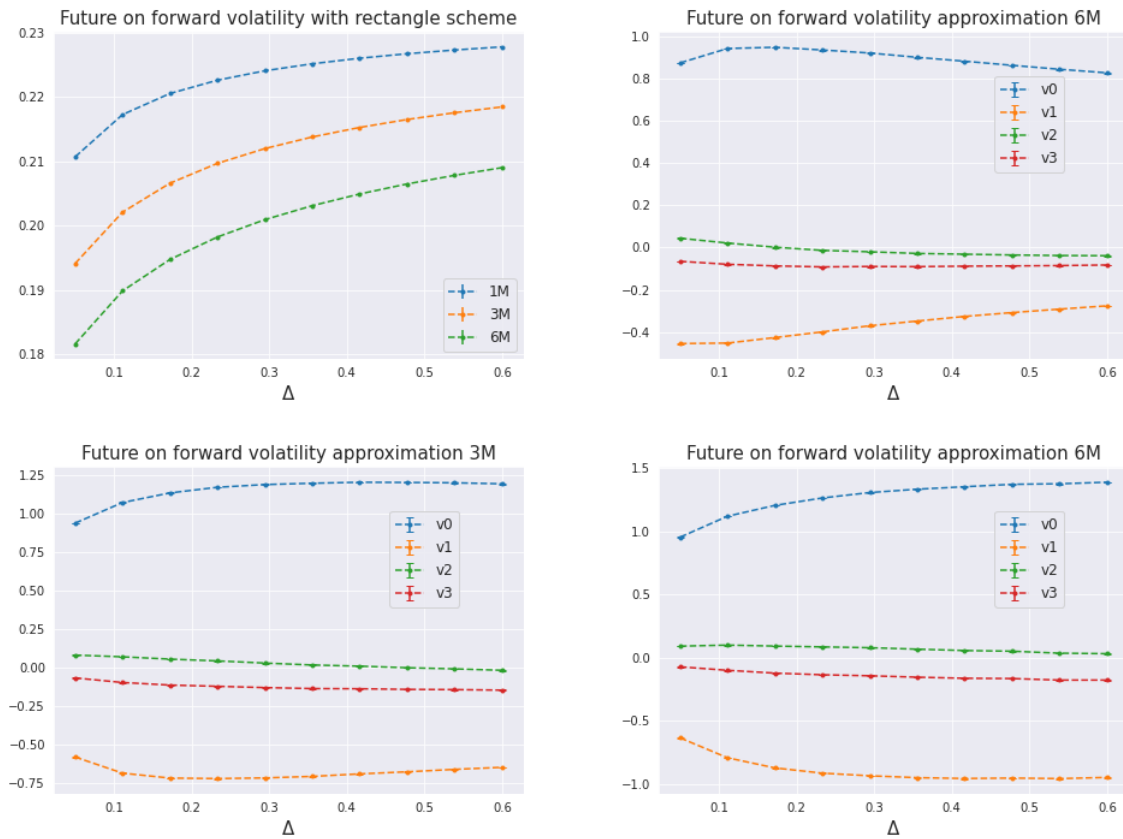 Future on forward volatility with rectangle scheme
0.23
0.22
0.21
0.20
0.19
0.18
1M
3M
6M
0.1 0.2 0.3 0.4 0.5 0.6
Δ
Future on forward volatility approximation 6M
1.0
0.8
0.6
0.4
0.2
0.0
−0.2
−0.4
v0
v1
v2
v3
0.1 0.2 0.3 0.4 0.5 0.6
Δ
Future on forward volatility approximation 3M
1.25
1.00
0.75
0.50
0.25
0.00
−0.25
−0.50
−0.75
v0
v1
v2
v3
0.1 0.2 0.3 0.4 0.5 0.6
Δ
Future on forward volatility approximation 6M
1.5
1.0
0.5
0.0
−0.5
−1.0
v0
v1
v2
v3
0.1 0.2 0.3 0.4 0.5 0.6
Δ